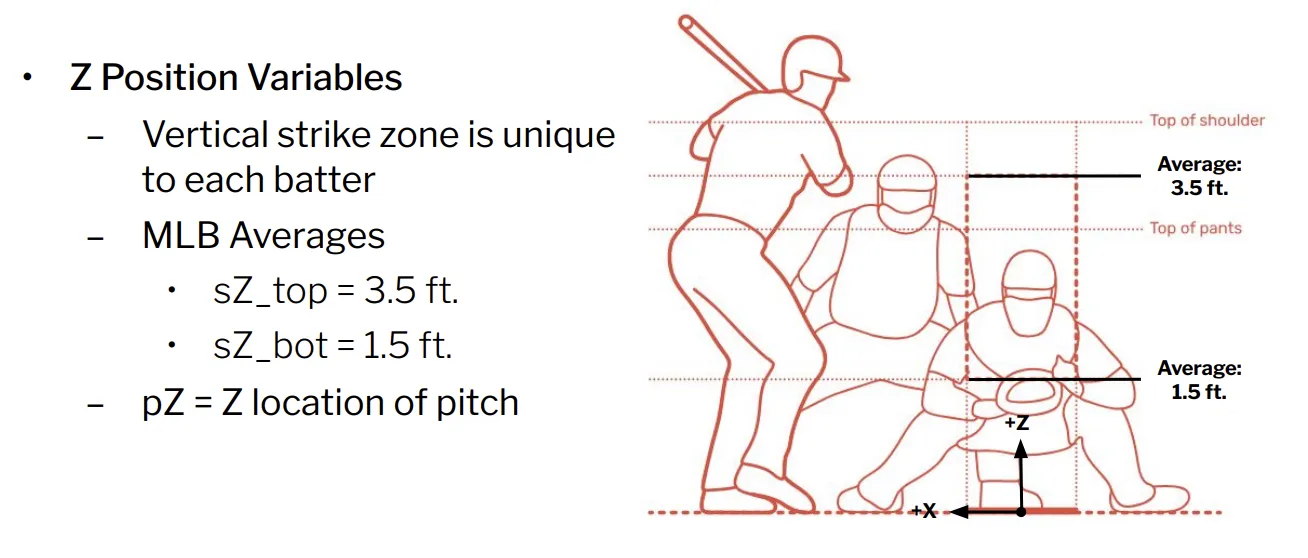 • Z Position Variables
– Vertical strike zone is unique
to each batter
– MLB Averages
• sZ_top = 3.5 ft.
• sZ_bot = 1.5 ft.
– pZ = Z location of pitch
Top of shoulder
Average:
3.5 ft.
Top of pants
Average:
1.5 ft.
+Z
+X